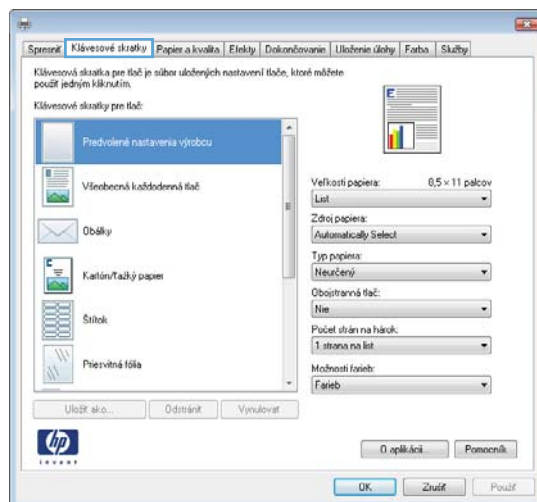 Spresniť Klávesové skratky Papier a kvalita Efekty Dokončovanie Uloženie úlohy Farba Služby
Klávesová skratka pre tlač je súbor uložených nastavení tlače, ktoré môžete
použiť jedným kliknutím.
Klávesové skratky pre tlač:
Predvolené nastavenia výrobcu
Všeobecná každodenná tlač
Obálky
Kartón/Ťažký papier
Štítok
Priesvitná fólia
Uložiť ako...
Odstrániť
Vynulovať
E
Veľkosti papiera: 8,5 × 11 palcov
List
Zdroj papiera:
Automatically Select
Typ papiera:
Neurčený
Obojstranná tlač:
Nie
Počet strán na hárok:
1 strana na list
Možnosti farieb:
Farieb
hp
invent
O aplikácii...
Pomocník
OK
Zrušiť
Použiť